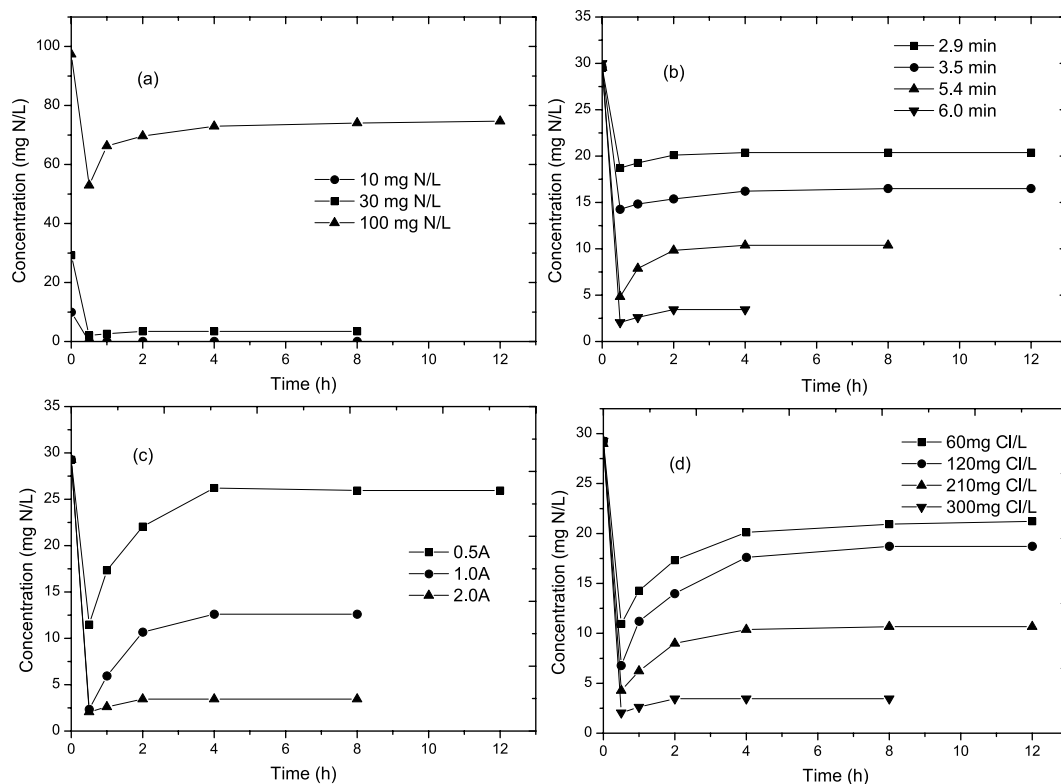 (a)
10 mg N/L
30 mg N/L
100 mg N/L
Concentration (mg N/L)
0
20
40
60
80
100
0 2 4 6 8 10 12
Time (h)
(b)
2.9 min
3.5 min
5.4 min
6.0 min
Concentration (mg N/L)
0
5
10
15
20
25
30
35
0 2 4 6 8 10 12
Time (h)
(c)
0.5A
1.0A
2.0A
Concentration (mg N/L)
0
5
10
15
20
25
30
35
0 2 4 6 8 10 12
Time (h)
(d)
60mg Cl/L
120mg Cl/L
210mg Cl/L
300mg Cl/L
Concentration (mg N/L)
0
5
10
15
20
25
30
0 2 4 6 8 10 12
Time (h)